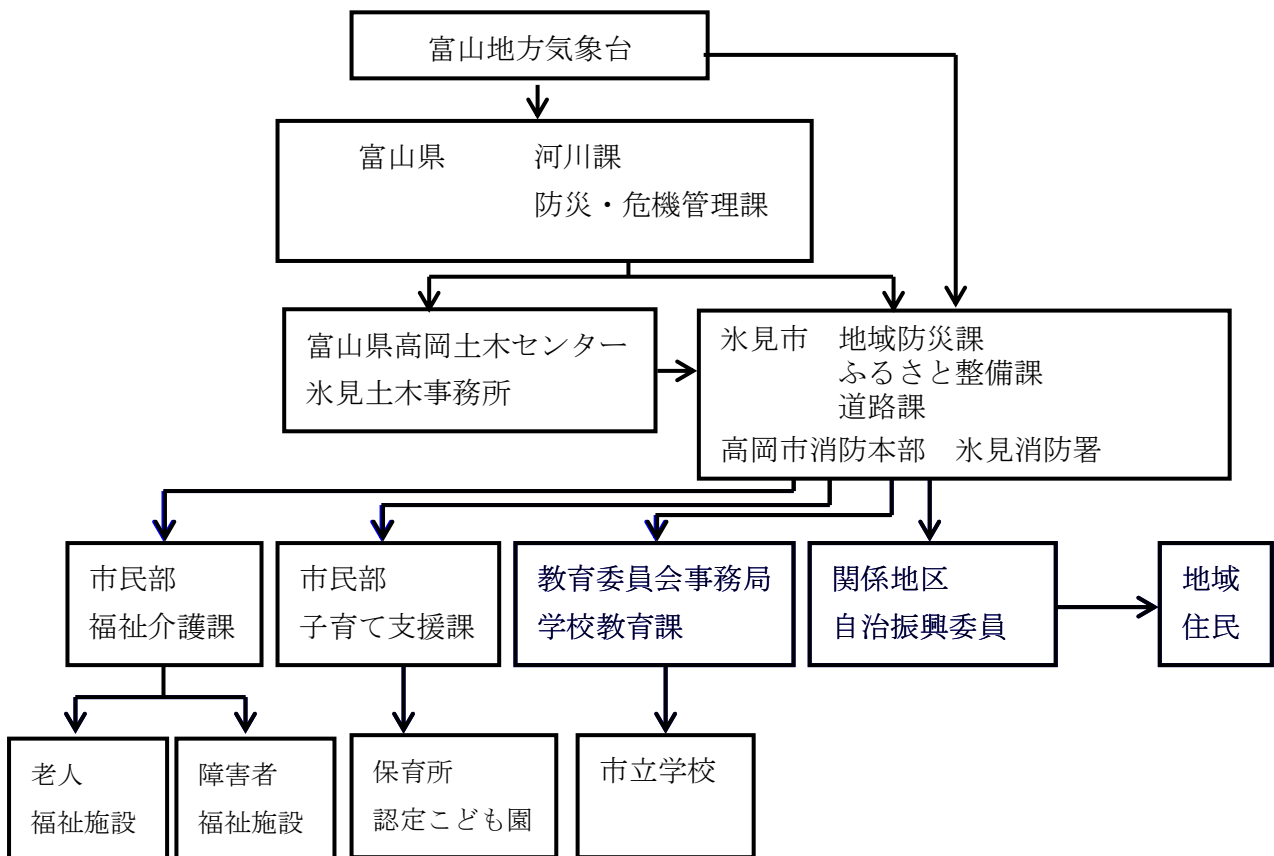 富山地方気象台
富山県　河川課
防災・危機管理課
富山県高岡土木センター
氷見土木事務所
氷見市　地域防災課
ふるさと整備課
道路課
高岡市消防本部　氷見消防署
市民部
福祉介護課
市民部
子育て支援課
教育委員会事務局
学校教育課
関係地区
自治振興委員
地域
住民
老人
福祉施設
障害者
福祉施設
保育所
認定こども園
市立学校